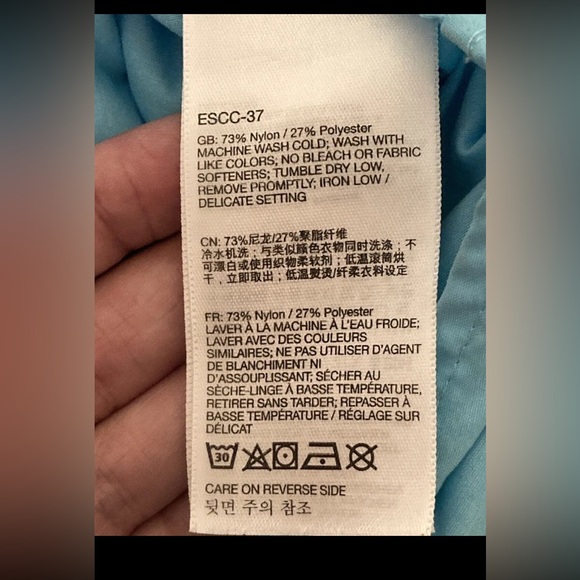 ESCC-37
GB: 73% Nylon / 27% Polyester
MACHINE WASH COLD; WASH WITH
LIKE COLORS; NO BLEACH OR FABRIC
SOFTENERS; TUMBLE DRY LOW,
REMOVE PROMPTLY; IRON LOW /
DELICATE SETTING
CN: 73%尼龙/27%聚脂纤维
冷水机洗；与类似颜色衣物同时洗涤；不
可漂白或使用织物柔软剂；低温滚筒烘
干，立即取出；低温熨烫/纤柔衣料设定
FR: 73% Nylon / 27% Polyester
LAVER À LA MACHINE À L'EAU FROIDE;
LAVER AVEC DES COULEURS
SIMILAIRES; NE PAS UTILISER D'AGENT
DE BLANCHIMENT NI
D'ASSOUPLISSANT; SÉCHER AU
SÈCHE-LINGE À BASSE TEMPÉRATURE,
RETIRER SANS TARDER; REPASSER À
BASSE TEMPÉRATURE / RÉGLAGE SUR
DÉLICAT
30
CARE ON REVERSE SIDE
뒷면 주의 참조